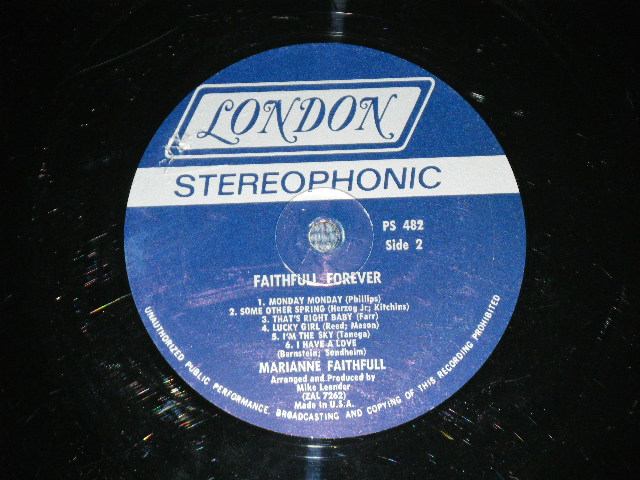 LONDON
STEREOPHONIC
PS 482
Side 2
FAITHFULL FOREVER
1. MONDAY MONDAY (Phillips)
2. SOME OTHER SPRING (Herzog Jr; Kitchins)
3. THAT'S RIGHT BABY (Farr)
4. LUCKY GIRL (Reed; Mason)
5. I'M THE SKY (Tanega)
6. I HAVE A LOVE
(Bernstein; Sondheim)
MARIANNE FAITHFULL
Arranged and Produced by
Mike Leander
(ZAL 7262)
Made in U.S.A.
UNAUTHORIZED PUBLIC PERFORMANCE, BROADCASTING AND COPYING OF THIS RECORDING PROHIBITED